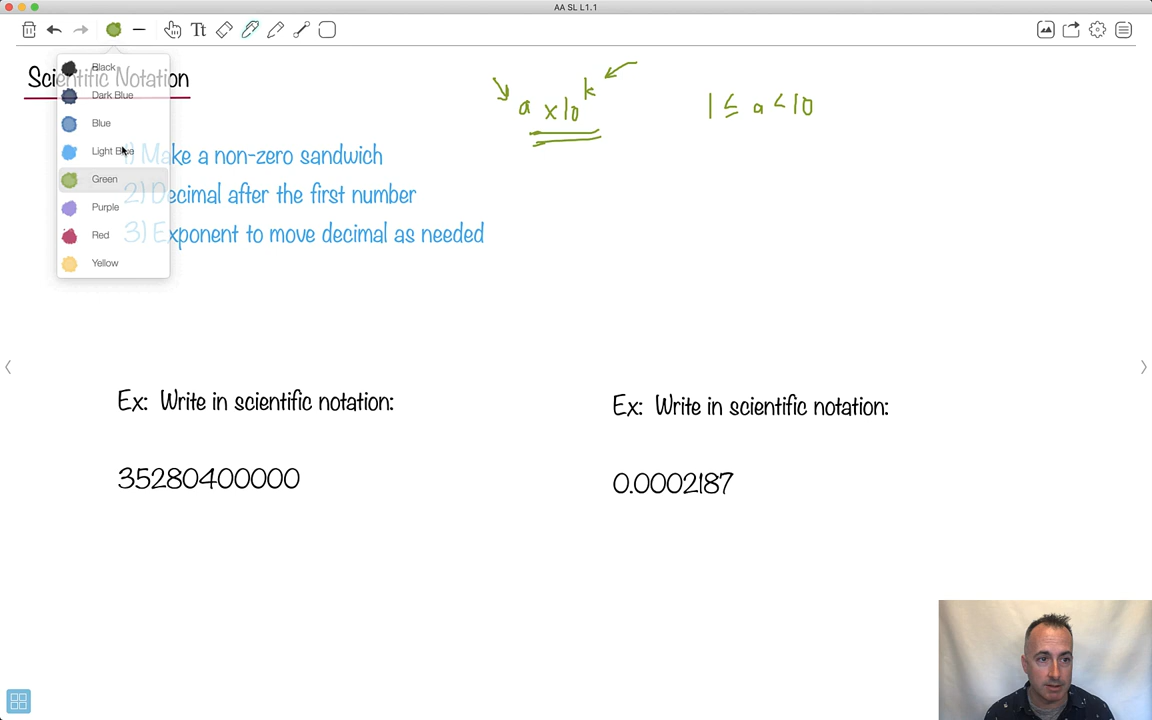 AA SL L1.1
Tt
Scientific Notation
Black
Dark Blue
Blue
Light Blue
Green
Purple
Red
Yellow
a x10^k
1 ≤ a < 10
1) Make a non-zero sandwich
2) Decimal after the first number
3) Exponent to move decimal as needed
Ex: Write in scientific notation:
35280400000
Ex: Write in scientific notation:
0.0002187